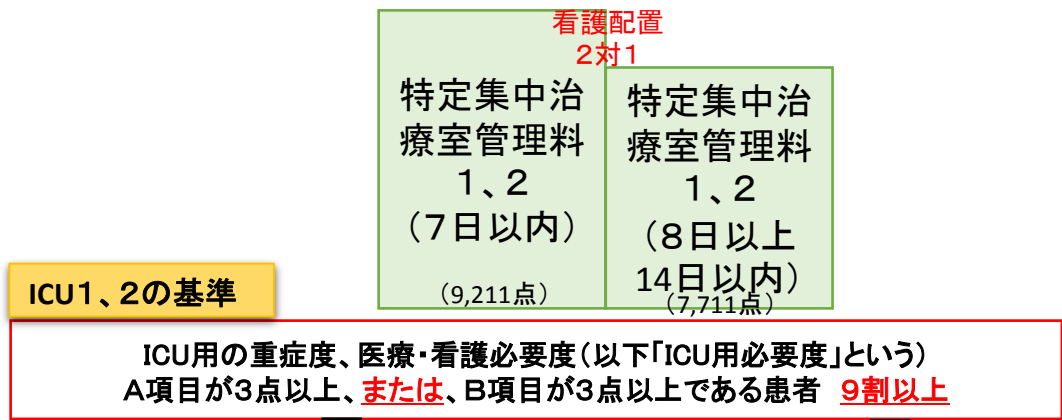 看護配置
２対１
特定集中治
療室管理料
１、２
（７日以内）
（9,211点）
特定集中治
療室管理料
１、２
（８日以上
14日以内）
（7,711点）
ICU１、２の基準
ICU用の重症度、医療・看護必要度（以下「ICU用必要度」という）
A項目が３点以上、または、B項目が３点以上である患者　９割以上